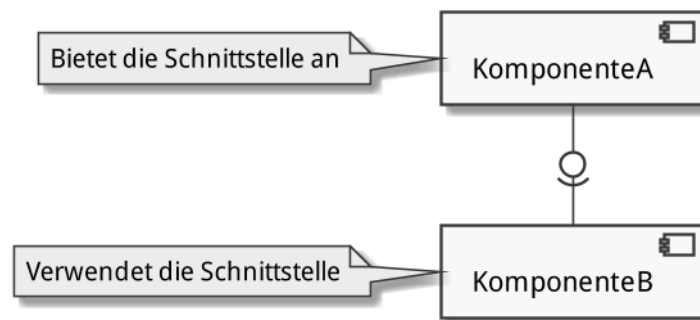 Bietet die Schnittstelle an
KomponenteA
Verwendet die Schnittstelle
KomponenteB